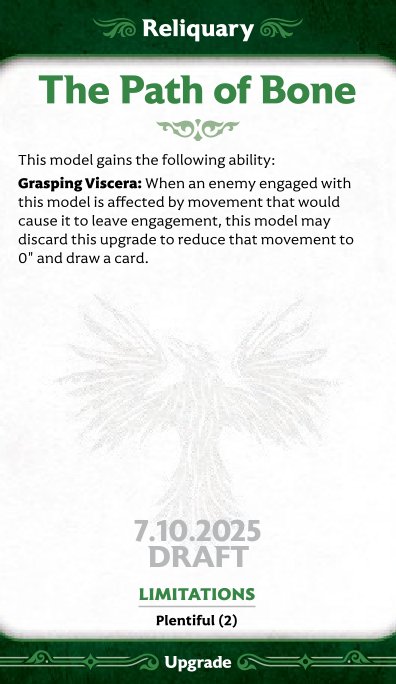 Reliquary
The Path of Bone
This model gains the following ability:
Grasping Viscera: When an enemy engaged with
this model is affected by movement that would
cause it to leave engagement, this model may
discard this upgrade to reduce that movement to
0" and draw a card.
7.10.2025
DRAFT
LIMITATIONS
Plentiful (2)
Upgrade